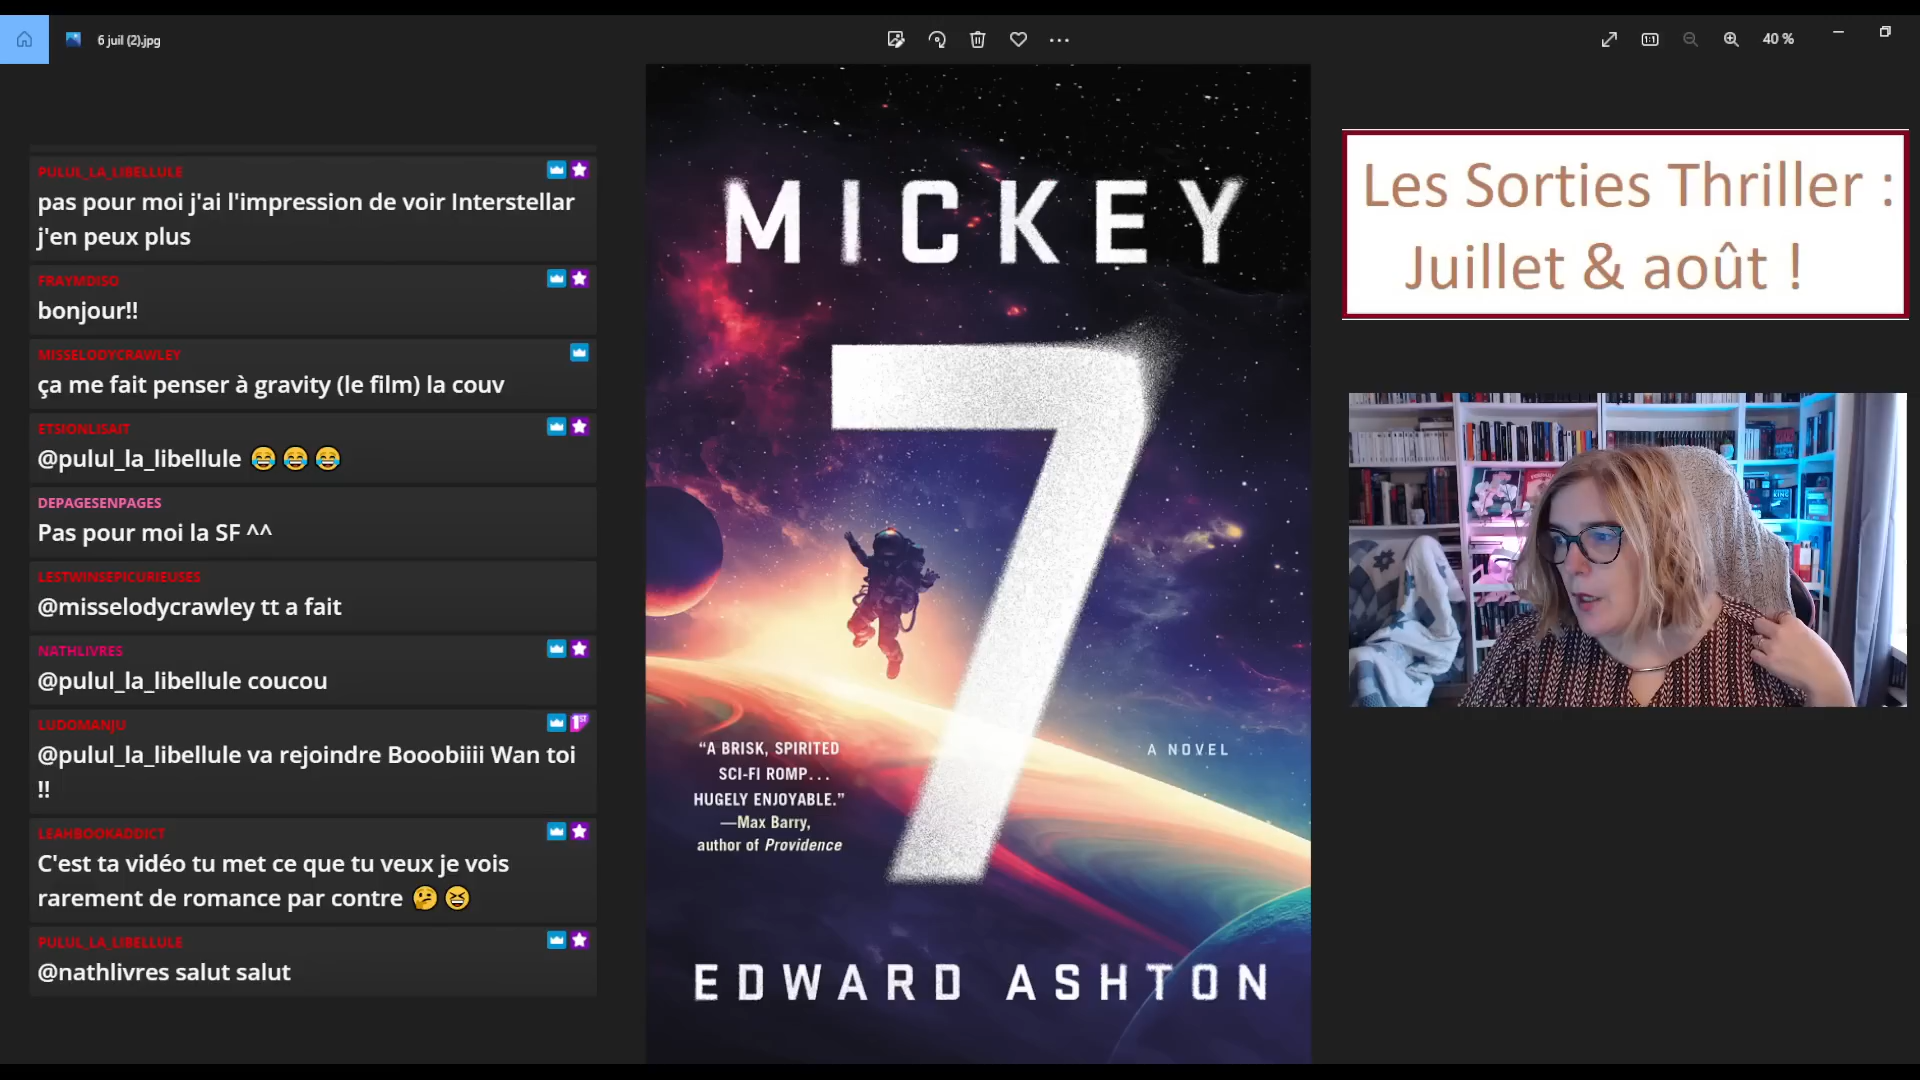 6 juil (2).jpg
40 %
PULUL_LA_LIBELLULE
pas pour moi j'ai l'impression de voir Interstellar
j'en peux plus
FRAYMDISO
bonjour!!
MISSELODYCRAWLEY
ça me fait penser à gravity (le film) la couv
ETSIONLISAIT
@pulul_la_libellule 😂 😂 😂
DEPAGESENPAGES
Pas pour moi la SF ^^
LESTWINSEPICURIEUSES
@misselodycrawley tt a fait
NATHLIVRES
@pulul_la_libellule coucou
LUDOMANJU
@pulul_la_libellule va rejoindre Booobiiii Wan toi
!!
LEAHBOOKADDICT
C'est ta vidéo tu met ce que tu veux je vois
rarement de romance par contre 🤔 😆
PULUL_LA_LIBELLULE
@nathlivres salut salut
MICKEY
7
“A BRISK, SPIRITED
SCI-FI ROMP...
HUGELY ENJOYABLE.”
—Max Barry,
author of Providence
A NOVEL
EDWARD ASHTON
Les Sorties Thriller :
Juillet & août !